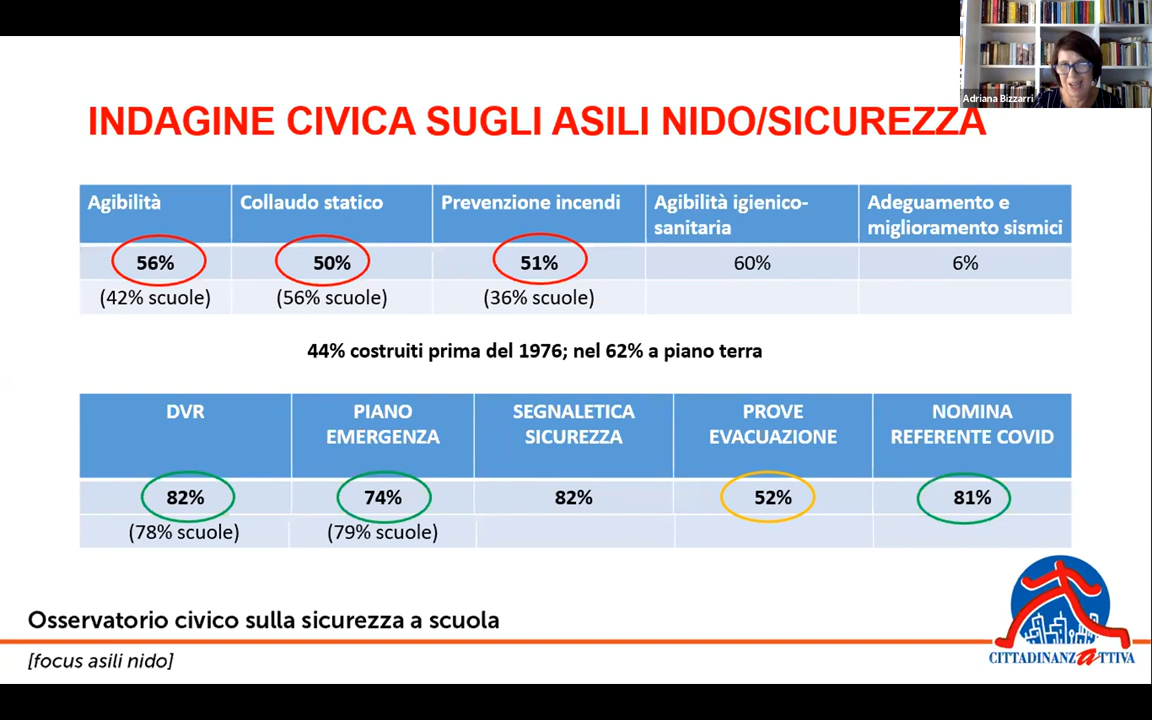 Adriana Bizzarri
INDAGINE CIVICA SUGLI ASILI NIDO/SICUREZZA
Agibilità
Collaudo statico
Prevenzione incendi
Agibilità igienico-
sanitaria
Adeguamento e
miglioramento sismici
56%
50%
51%
60%
6%
(42% scuole)
(56% scuole)
(36% scuole)
44% costruiti prima del 1976; nel 62% a piano terra
DVR
PIANO
EMERGENZA
SEGNALETICA
SICUREZZA
PROVE
EVACUAZIONE
NOMINA
REFERENTE COVID
82%
74%
82%
52%
81%
(78% scuole)
(79% scuole)
Osservatorio civico sulla sicurezza a scuola
[focus asili nido]
CITTADINANZATTIVA